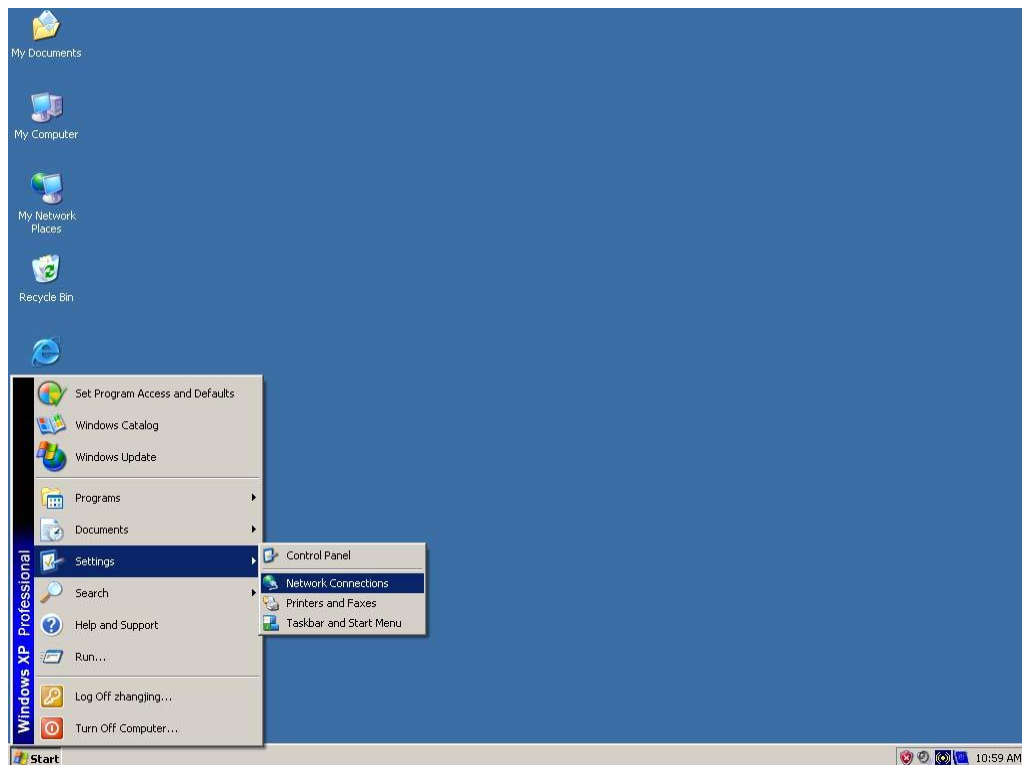 My Documents
My Computer
My Network
Places
Recycle Bin
Set Program Access and Defaults
Windows Catalog
Windows Update
Programs
Documents
Settings
Search
Help and Support
Run...
Log Off zhangjing...
Turn Off Computer...
Windows XP Professional
Control Panel
Network Connections
Printers and Faxes
Taskbar and Start Menu
Start
10:59 AM